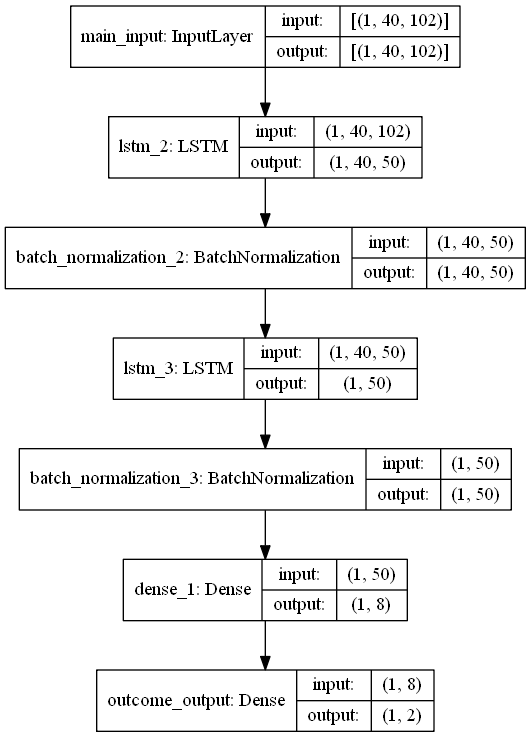 main_input: InputLayer
input: [(1, 40, 102)]
output: [(1, 40, 102)]
lstm_2: LSTM
input: (1, 40, 102)
output: (1, 40, 50)
batch_normalization_2: BatchNormalization
input: (1, 40, 50)
output: (1, 40, 50)
lstm_3: LSTM
input: (1, 40, 50)
output: (1, 50)
batch_normalization_3: BatchNormalization
input: (1, 50)
output: (1, 50)
dense_1: Dense
input: (1, 50)
output: (1, 8)
outcome_output: Dense
input: (1, 8)
output: (1, 2)